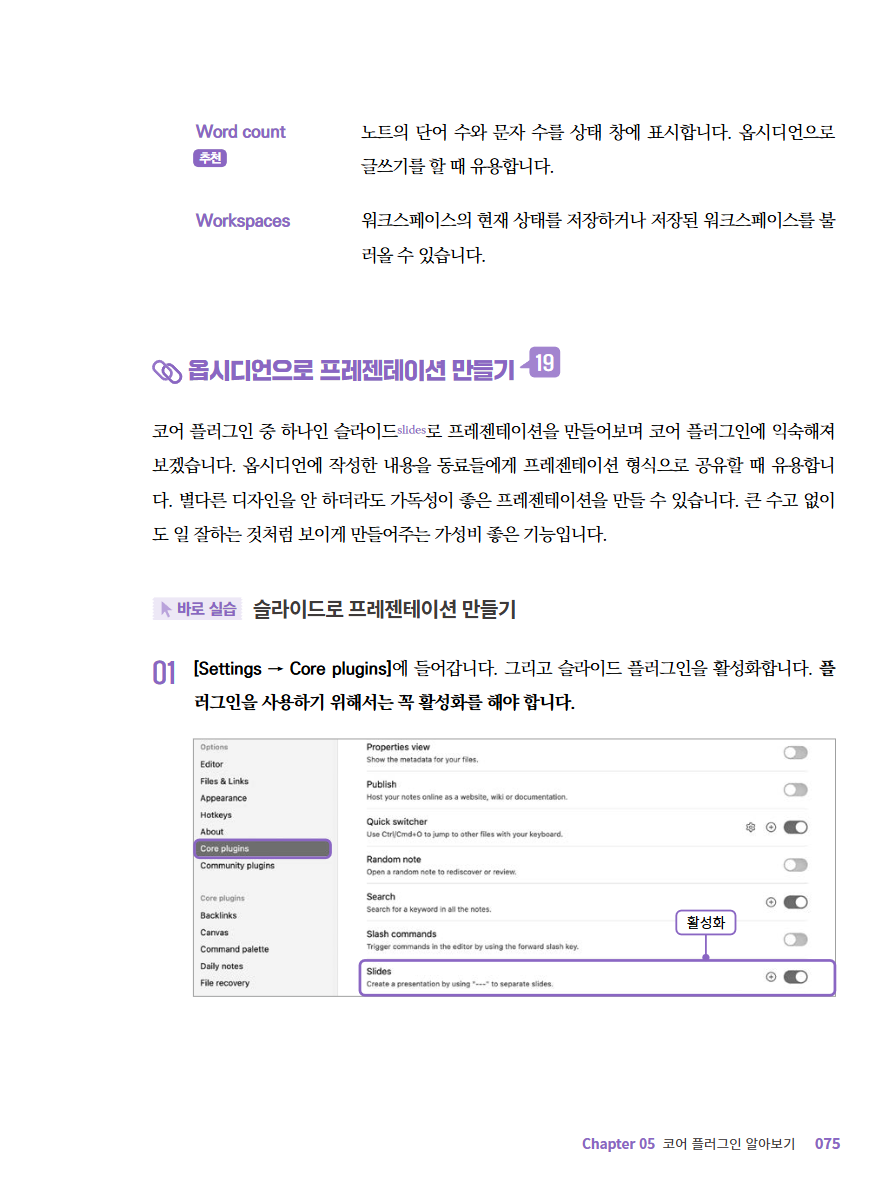 Word count
추천
노트의 단어 수와 문자 수를 상태 창에 표시합니다. 옵시디언으로
글쓰기를 할 때 유용합니다.
Workspaces
워크스페이스의 현재 상태를 저장하거나 저장된 워크스페이스를 불
러올 수 있습니다.
옵시디언으로 프레젠테이션 만들기 19
코어 플러그인 중 하나인 슬라이드slides로 프레젠테이션을 만들어보며 코어 플러그인에 익숙해져
보겠습니다. 옵시디언에 작성한 내용을 동료들에게 프레젠테이션 형식으로 공유할 때 유용합니
다. 별다른 디자인을 안 하더라도 가독성이 좋은 프레젠테이션을 만들 수 있습니다. 큰 수고 없이
도 일 잘하는 것처럼 보이게 만들어주는 가성비 좋은 기능입니다.
바로 실습 슬라이드로 프레젠테이션 만들기
01 [Settings → Core plugins]에 들어갑니다. 그리고 슬라이드 플러그인을 활성화합니다. 플
러그인을 사용하기 위해서는 꼭 활성화를 해야 합니다.
Options
Editor
Files & Links
Appearance
Hotkeys
About
Core plugins
Community plugins
Core plugins
Backlinks
Canvas
Command palette
Daily notes
File recovery
Properties view
Show the metadata for your files.
Publish
Host your notes online as a website, wiki or documentation.
Quick switcher
Use Ctrl/Cmd+O to jump to other files with your keyboard.
Random note
Open a random note to rediscover or review.
Search
Search for a keyword in all the notes.
Slash commands
Trigger commands in the editor by using the forward slash key.
활성화
Slides
Create a presentation by using "---" to separate slides.
Chapter 05 코어 플러그인 알아보기 075